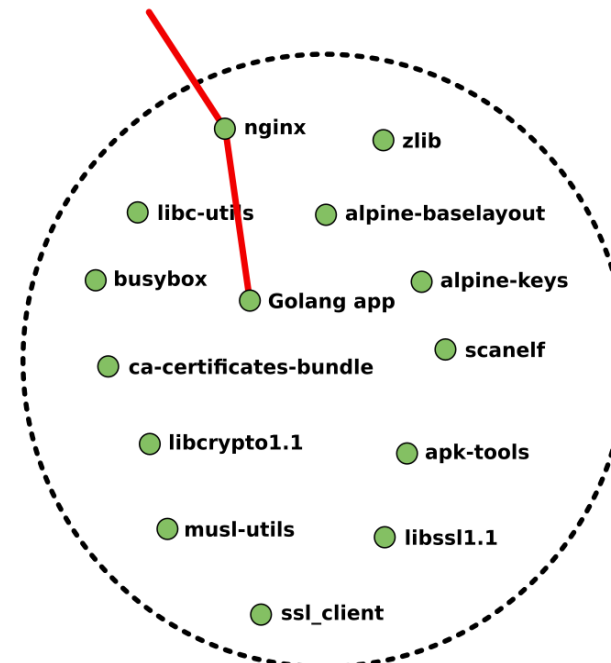 nginx
zlib
libc-utils
alpine-baselayout
busybox
alpine-keys
Golang app
scanelf
ca-certificates-bundle
libcrypto1.1
apk-tools
musl-utils
libssl1.1
ssl_client